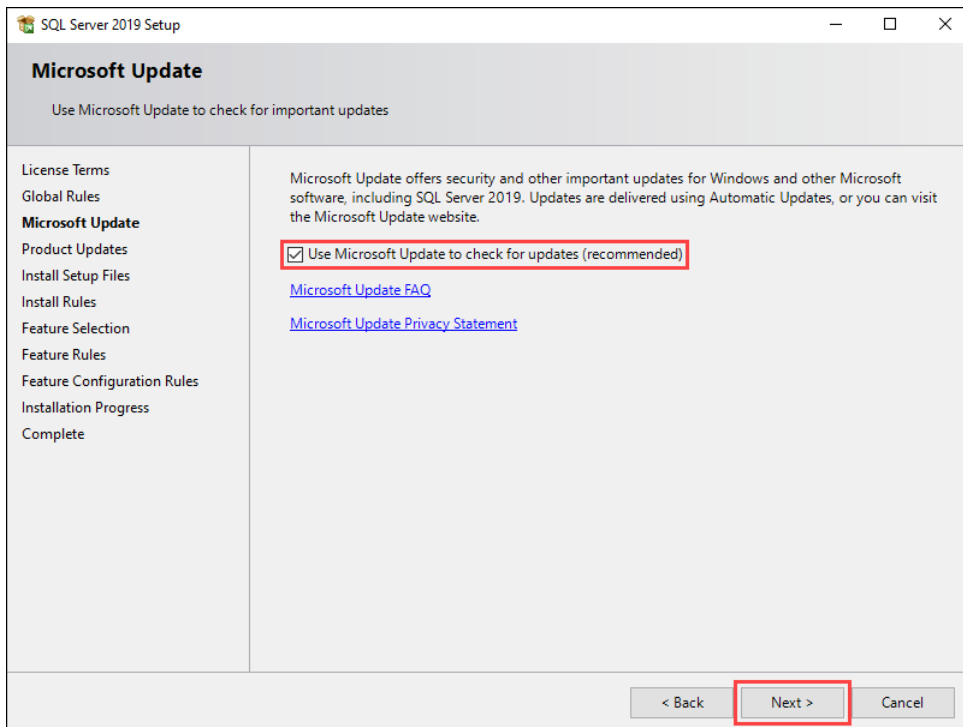 SQL Server 2019 Setup
Microsoft Update
Use Microsoft Update to check for important updates
License Terms
Global Rules
Microsoft Update
Product Updates
Install Setup Files
Install Rules
Feature Selection
Feature Rules
Feature Configuration Rules
Installation Progress
Complete
Microsoft Update offers security and other important updates for Windows and other Microsoft
software, including SQL Server 2019. Updates are delivered using Automatic Updates, or you can visit
the Microsoft Update website.
Use Microsoft Update to check for updates (recommended)
Microsoft Update FAQ
Microsoft Update Privacy Statement
< Back
Next >
Cancel